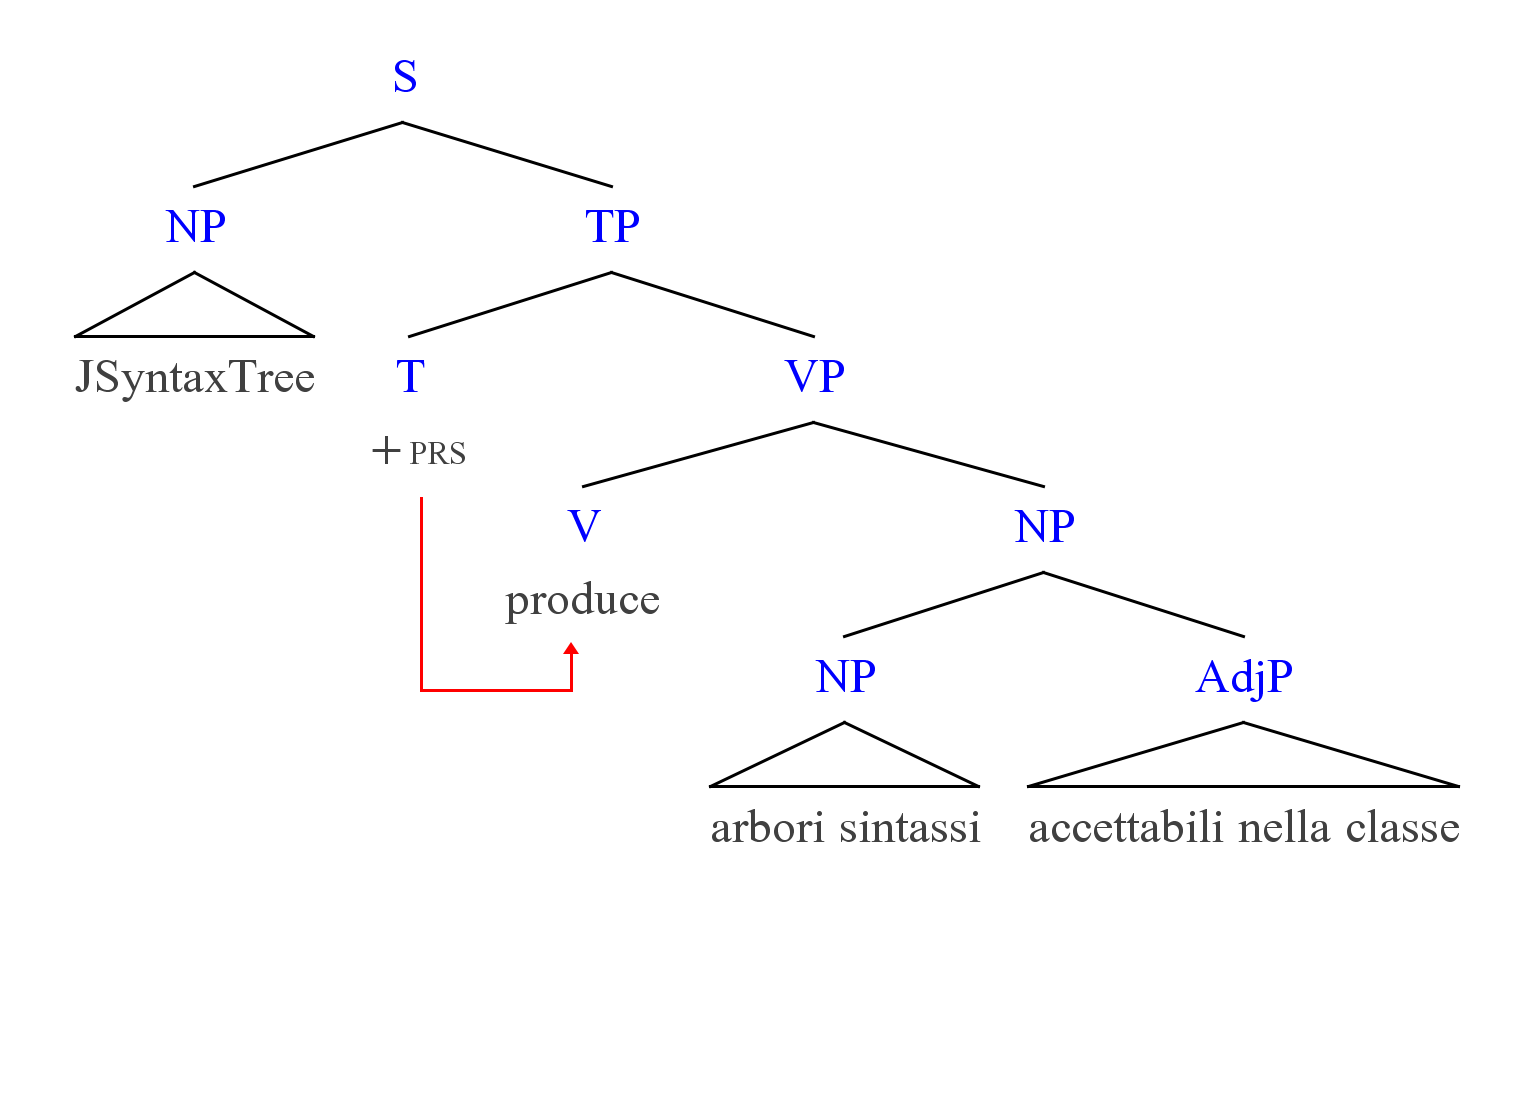 S
NP TP
JSyntaxTree T VP
+ PRS
V NP
produce
NP AdjP
arbori sintassi accettabili nella classe